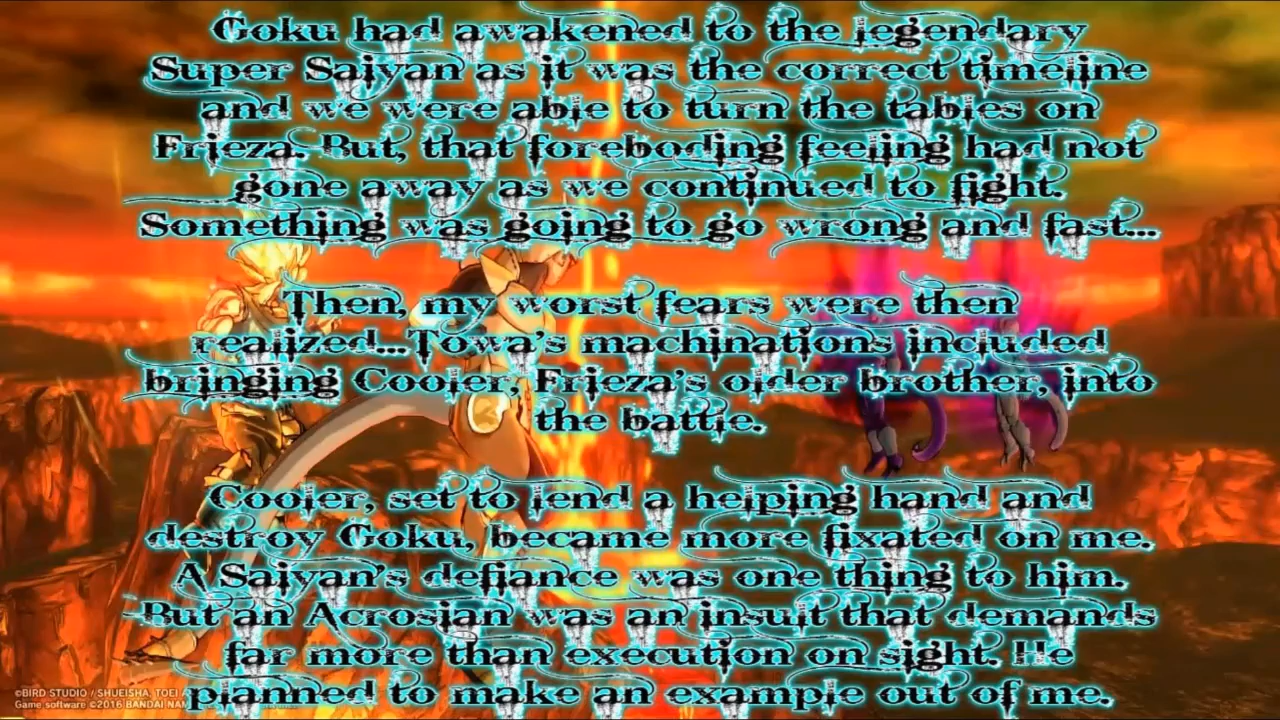 Goku had awakened to the legendary
Super Saiyan as it was the correct timeline
and we were able to turn the tables on
Frieza. But, that foreboding feeling had not
gone away as we continued to fight.
Something was going to go wrong and fast...
Then, my worst fears were then
realized...Towa's machinations included
bringing Cooler, Frieza's older brother, into
the battle.
Cooler, set to lend a helping hand and
destroy Goku, became more fixated on me.
A Saiyan's defiance was one thing to him.
But an Acrosian was an insult that demands
far more than execution on sight. He
planned to make an example out of me.
©BIRD STUDIO / SHUEISHA, TOEI
Game software ©2016 BANDAI